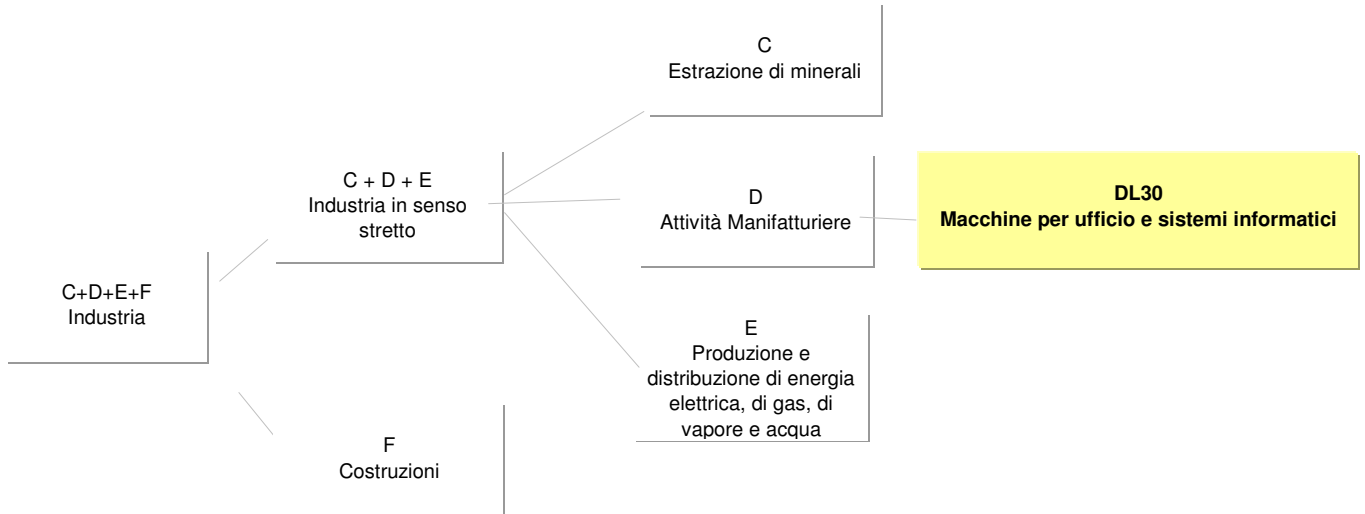 C+D+E+F
Industria
C + D + E
Industria in senso
stretto
F
Costruzioni
C
Estrazione di minerali
D
Attività Manifatturiere
E
Produzione e
distribuzione di energia
elettrica, di gas, di
vapore e acqua
DL30
Macchine per ufficio e sistemi informatici